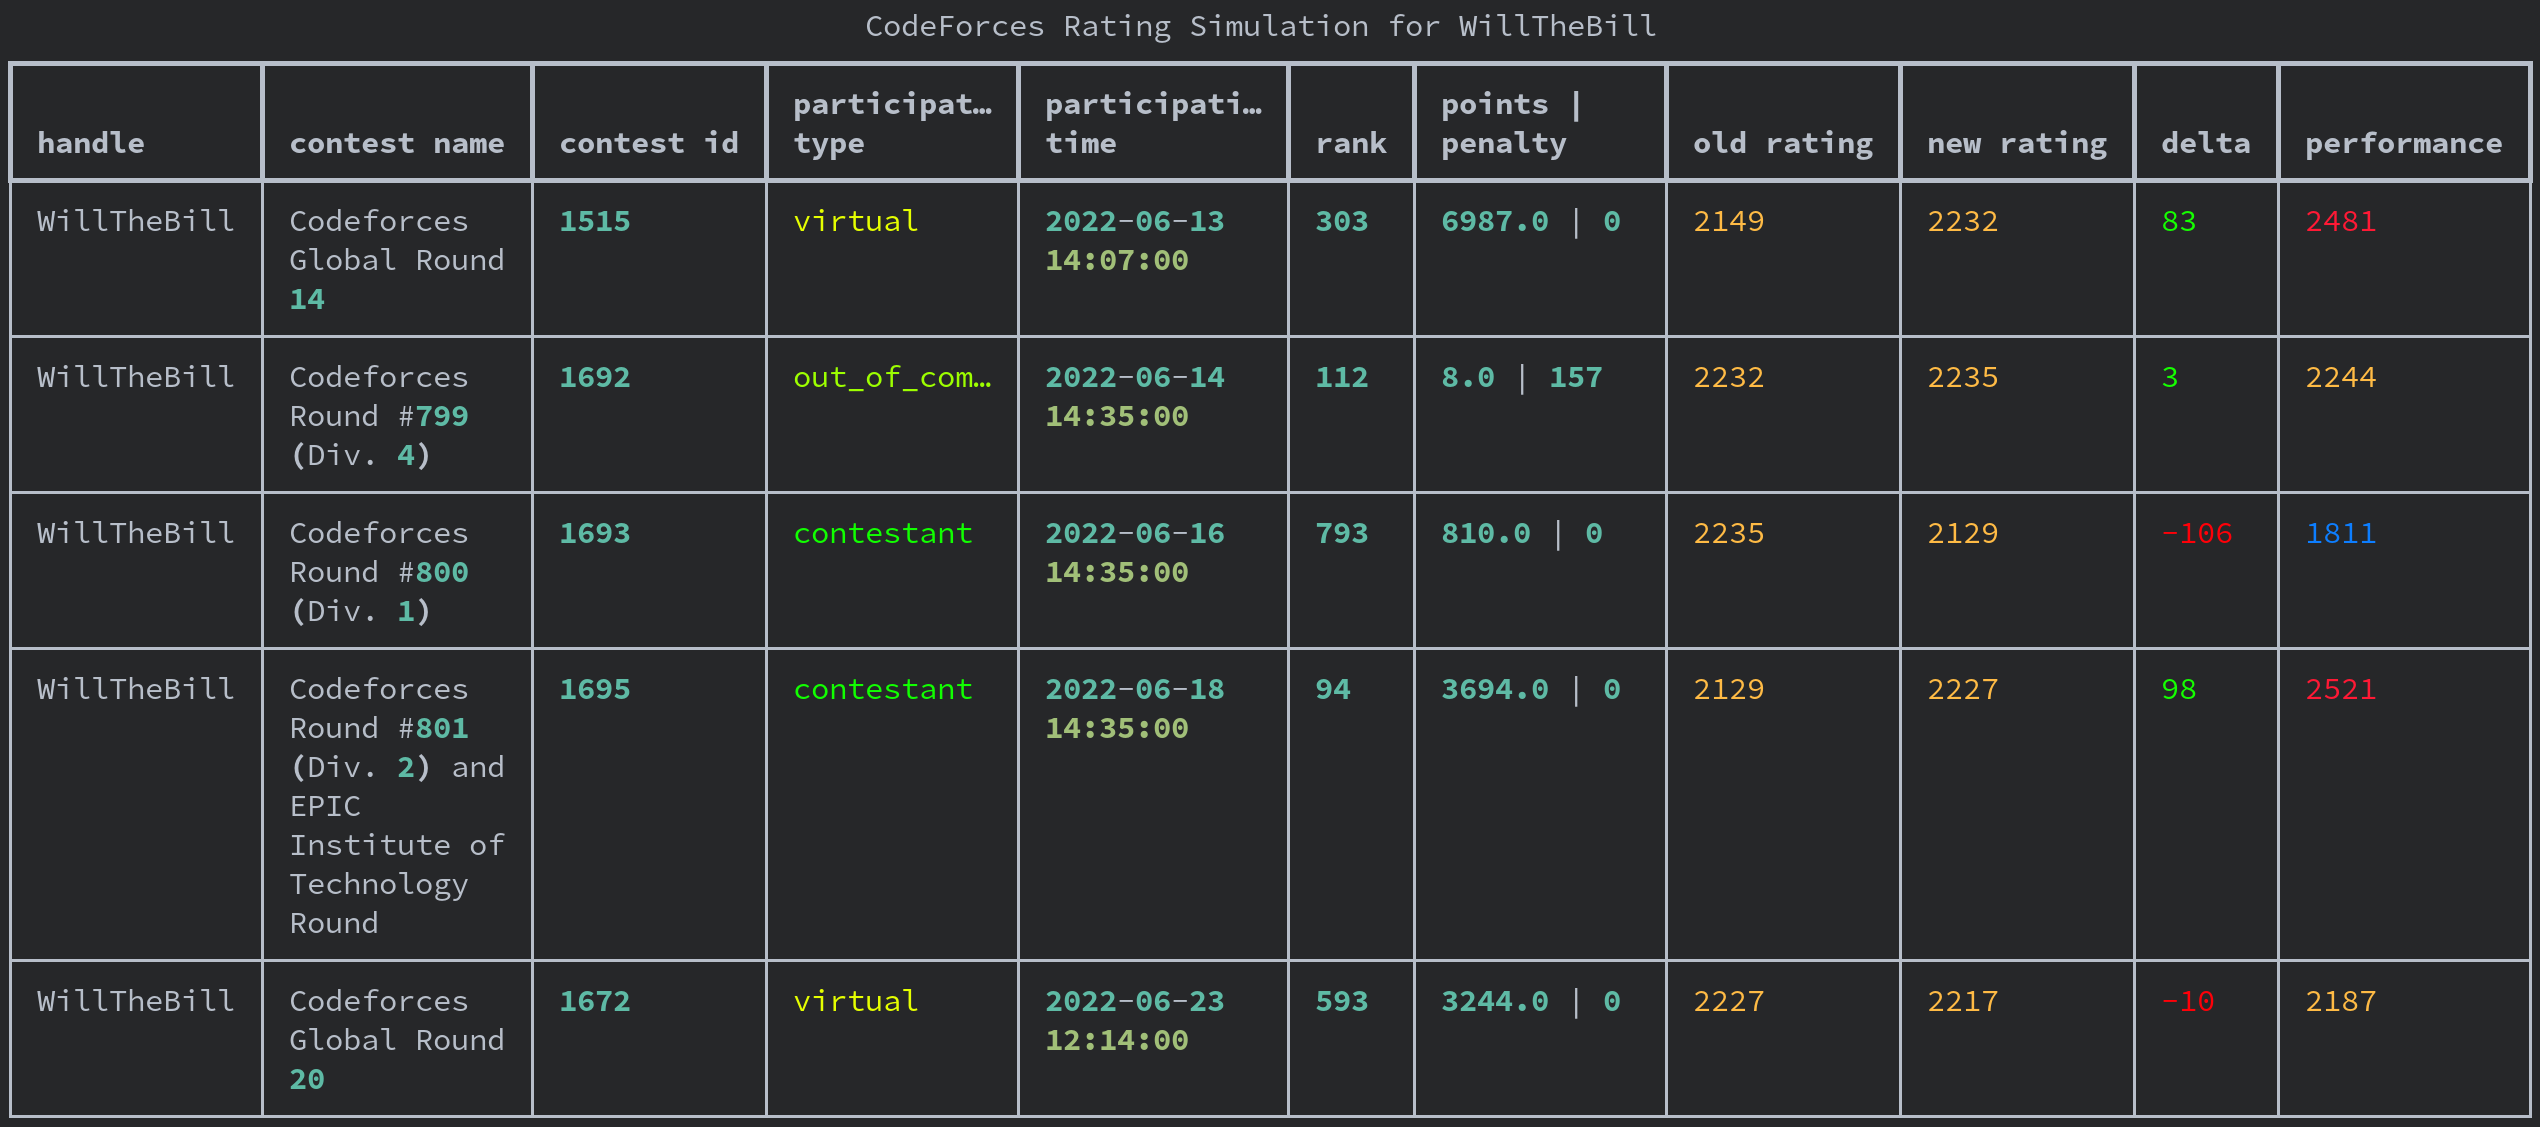 CodeForces Rating Simulation for WillTheBill
participat… participati… points |
handle contest name contest id type time rank penalty old rating new rating delta performance
WillTheBill Codeforces 1515 virtual 2022-06-13 303 6987.0 | 0 2149 2232 83 2481
Global Round 14:07:00
14
WillTheBill Codeforces 1692 out_of_com… 2022-06-14 112 8.0 | 157 2232 2235 3 2244
Round #799 14:35:00
(Div. 4)
WillTheBill Codeforces 1693 contestant 2022-06-16 793 810.0 | 0 2235 2129 -106 1811
Round #800 14:35:00
(Div. 1)
WillTheBill Codeforces 1695 contestant 2022-06-18 94 3694.0 | 0 2129 2227 98 2521
Round #801 14:35:00
(Div. 2) and
EPIC
Institute of
Technology
Round
WillTheBill Codeforces 1672 virtual 2022-06-23 593 3244.0 | 0 2227 2217 -10 2187
Global Round 12:14:00
20